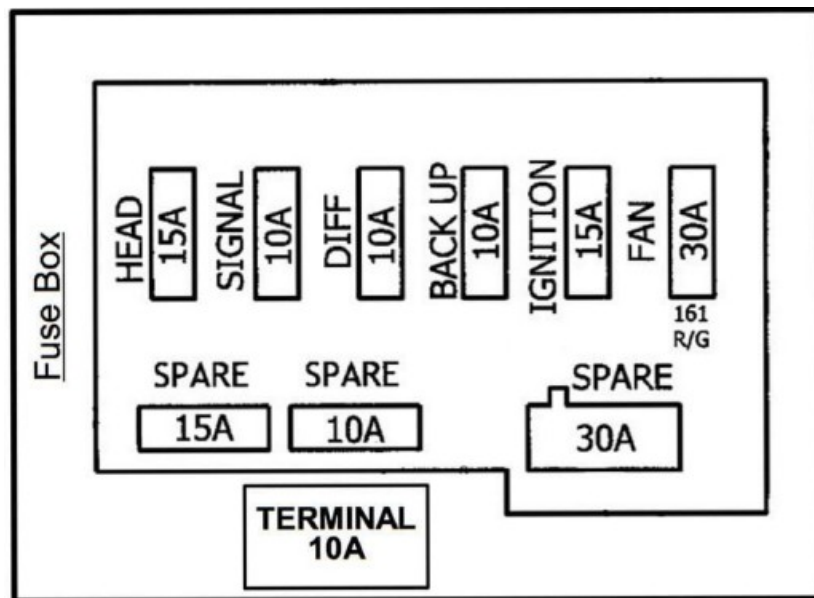 Fuse Box
HEAD
15A
SIGNAL
10A
DIFF
10A
BACK UP
10A
IGNITION
15A
FAN
30A
161
R/G
SPARE
15A
SPARE
10A
SPARE
30A
TERMINAL
10A